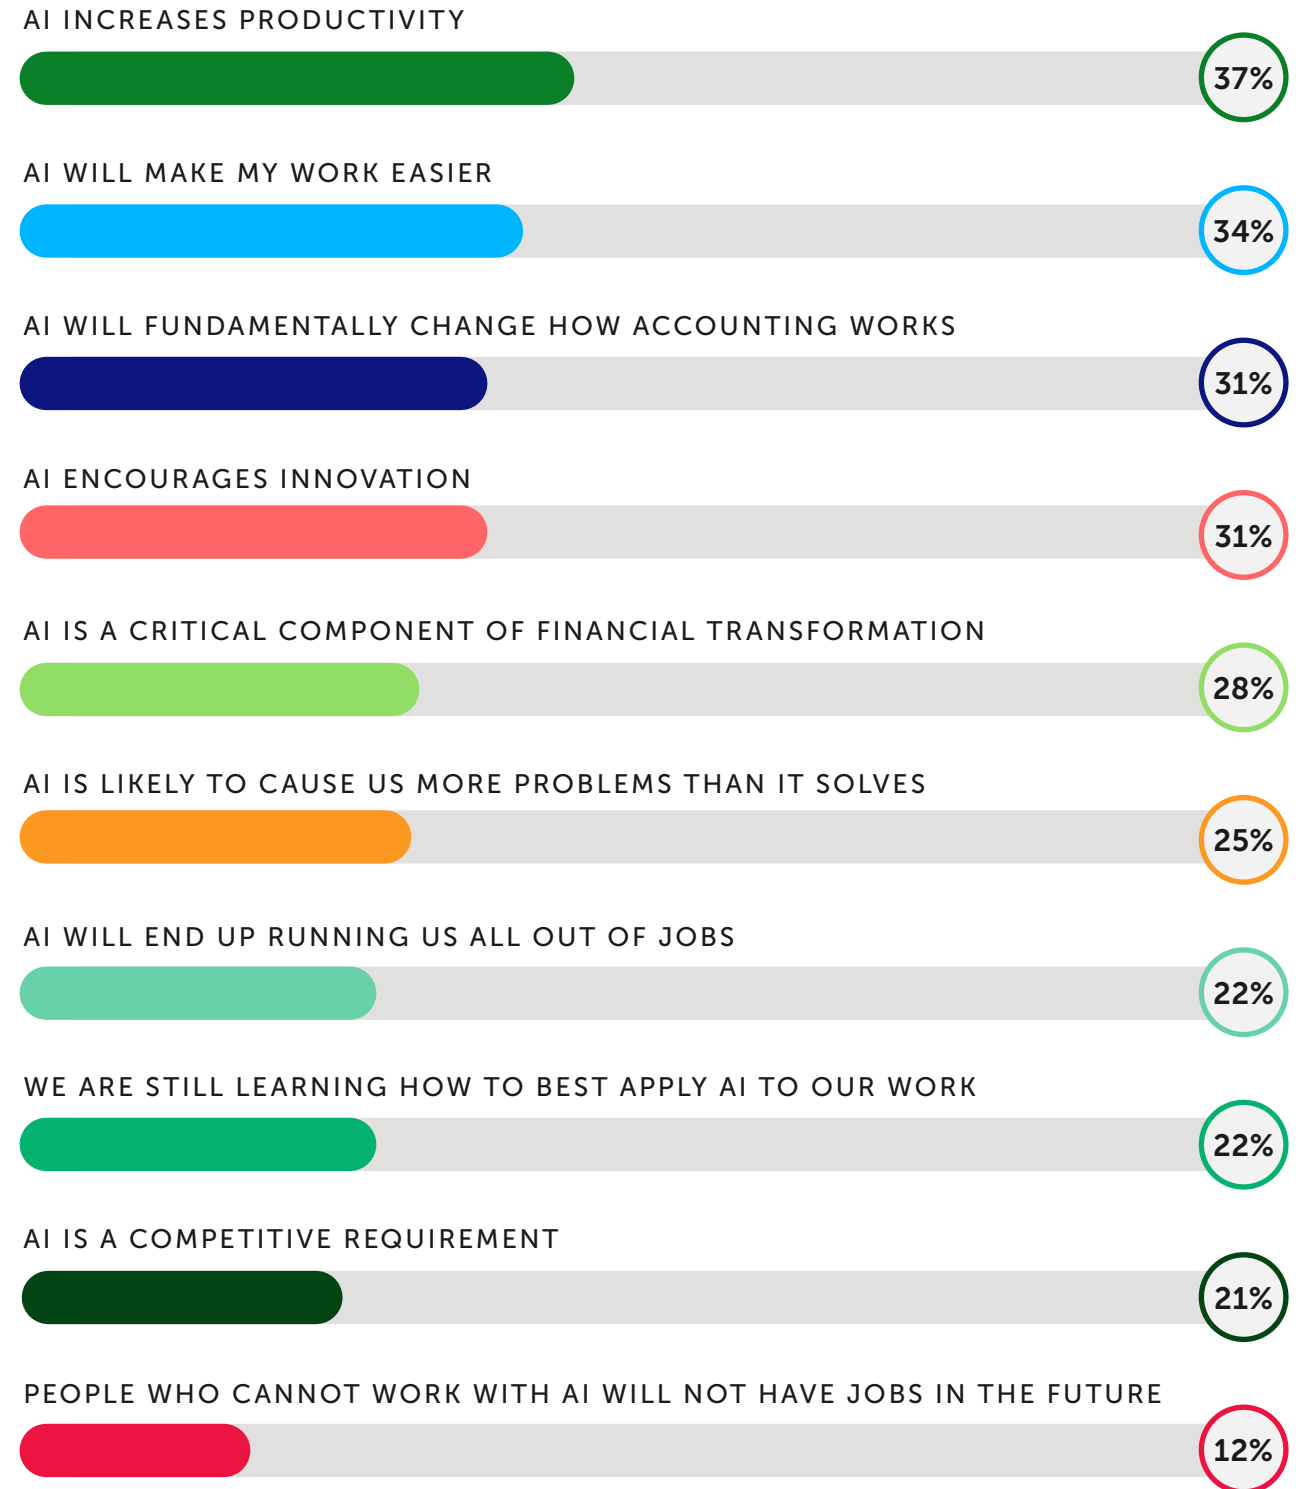 AI INCREASES PRODUCTIVITY
37%
AI WILL MAKE MY WORK EASIER
34%
AI WILL FUNDAMENTALLY CHANGE HOW ACCOUNTING WORKS
31%
AI ENCOURAGES INNOVATION
31%
AI IS A CRITICAL COMPONENT OF FINANCIAL TRANSFORMATION
28%
AI IS LIKELY TO CAUSE US MORE PROBLEMS THAN IT SOLVES
25%
AI WILL END UP RUNNING US ALL OUT OF JOBS
22%
WE ARE STILL LEARNING HOW TO BEST APPLY AI TO OUR WORK
22%
AI IS A COMPETITIVE REQUIREMENT
21%
PEOPLE WHO CANNOT WORK WITH AI WILL NOT HAVE JOBS IN THE FUTURE
12%